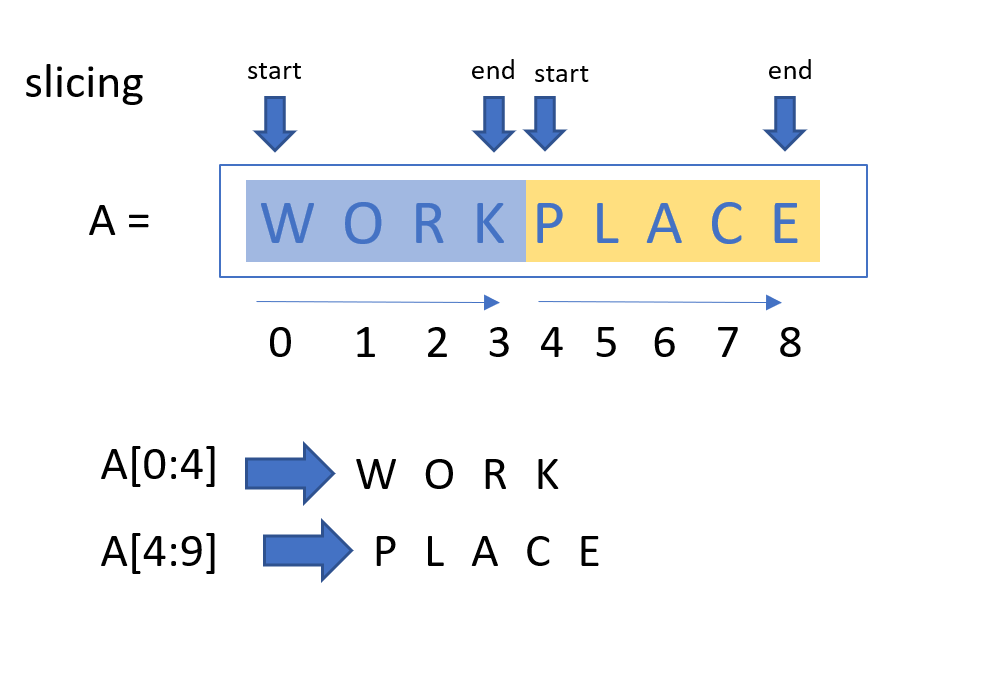 slicing
start end start end
A = W O R K P L A C E
0 1 2 3 4 5 6 7 8
A[0:4] W O R K
A[4:9] P L A C E